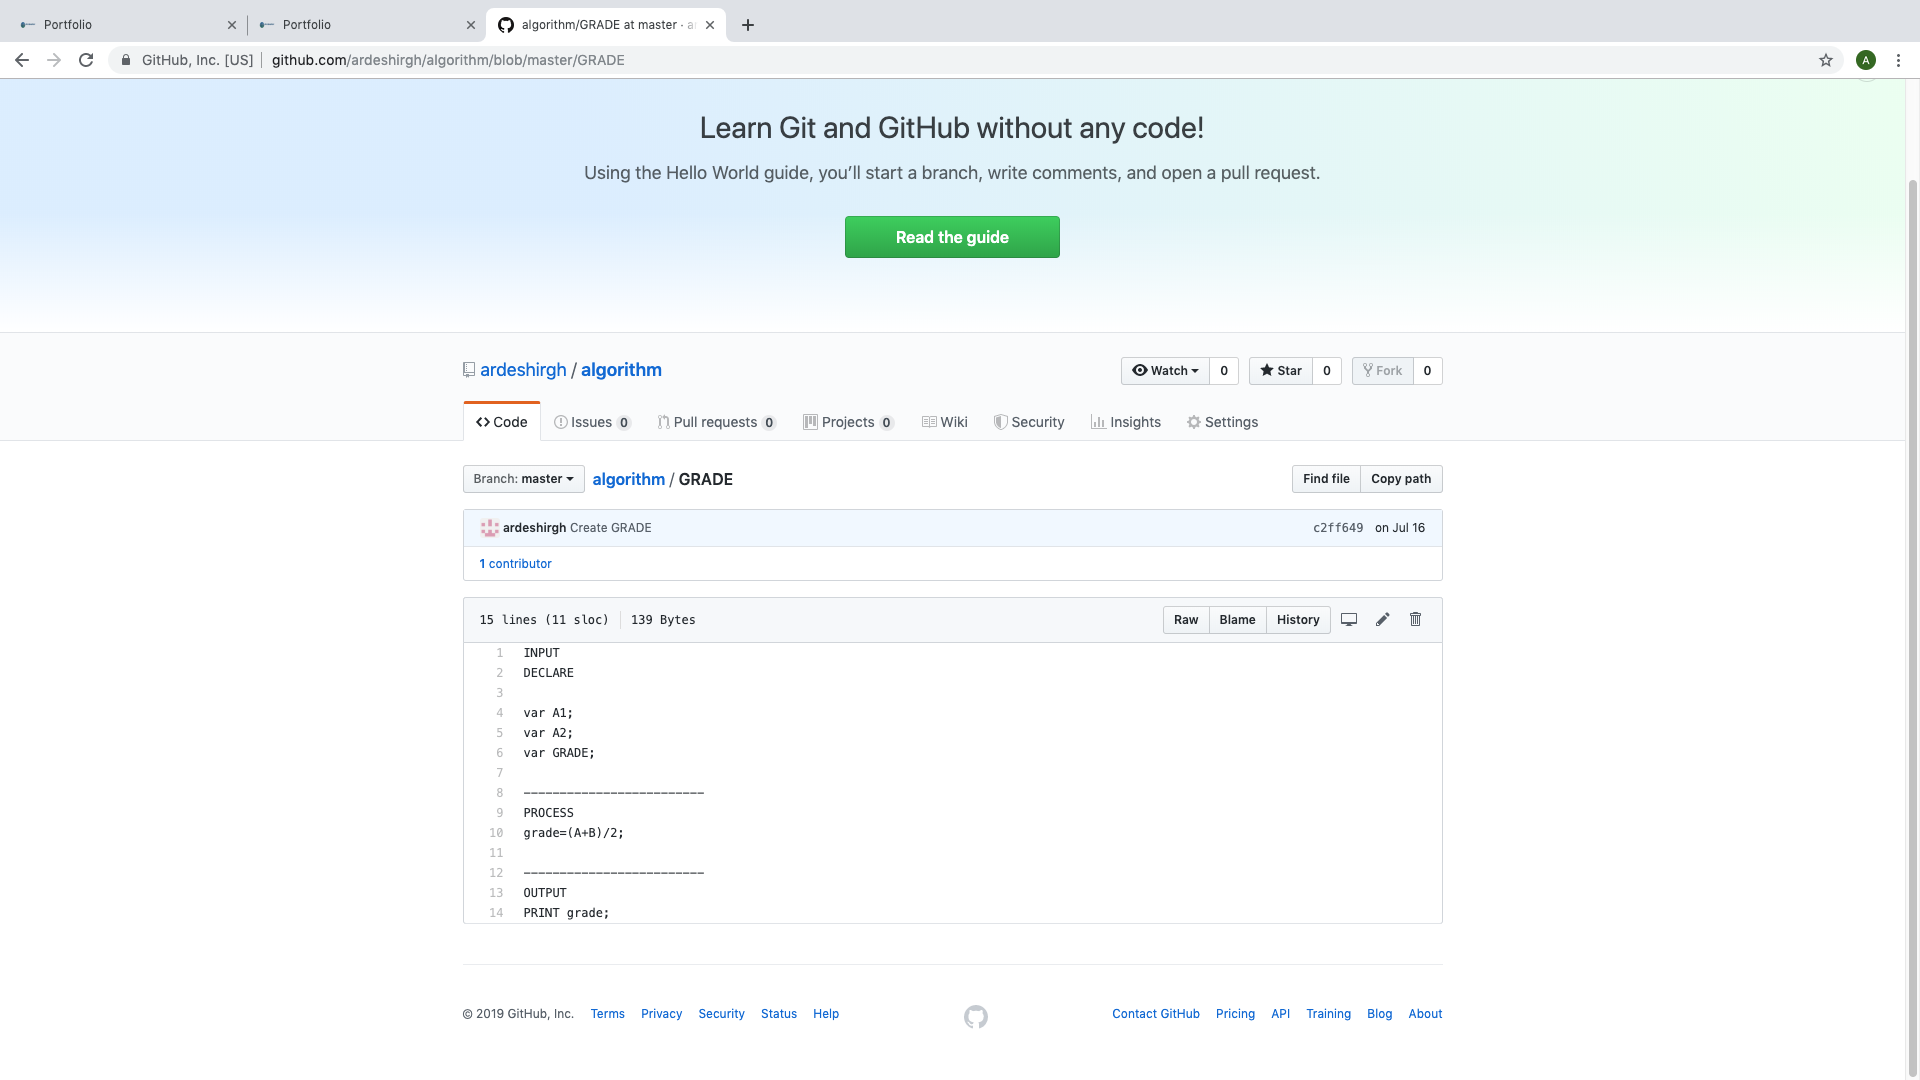 Portfolio
Portfolio
algorithm/GRADE at master · a
GitHub, Inc. [US] github.com/ardeshirgh/algorithm/blob/master/GRADE
A
Learn Git and GitHub without any code!
Using the Hello World guide, you’ll start a branch, write comments, and open a pull request.
Read the guide
ardeshirgh / algorithm
Watch 0 Star 0 Fork 0
Code Issues 0 Pull requests 0 Projects 0 Wiki Security Insights Settings
Branch: master algorithm / GRADE Find file Copy path
ardeshirgh Create GRADE c2ff649 on Jul 16
1 contributor
15 lines (11 sloc) 139 Bytes Raw Blame History
1 INPUT
2 DECLARE
3
4 var A1;
5 var A2;
6 var GRADE;
7
8 -------------------------
9 PROCESS
10 grade=(A+B)/2;
11
12 -------------------------
13 OUTPUT
14 PRINT grade;
© 2019 GitHub, Inc. Terms Privacy Security Status Help Contact GitHub Pricing API Training Blog About